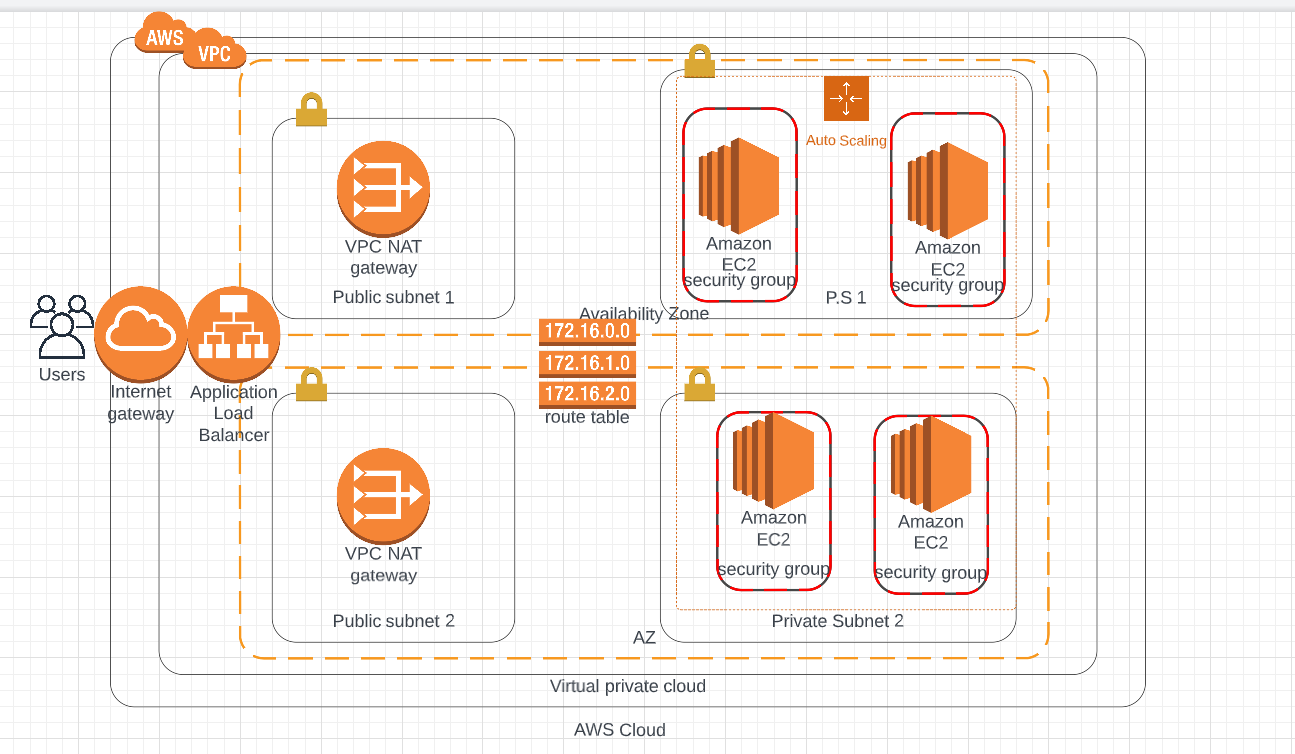 AWS
VPC
Auto Scaling
Amazon
EC2
security group
Amazon
EC2
security group
VPC NAT
gateway
Public subnet 1
P.S 1
Availability Zone
172.16.0.0
172.16.1.0
172.16.2.0
route table
Users
Internet
gateway
Application
Load
Balancer
VPC NAT
gateway
Public subnet 2
Amazon
EC2
security group
Amazon
EC2
security group
Private Subnet 2
AZ
Virtual private cloud
AWS Cloud